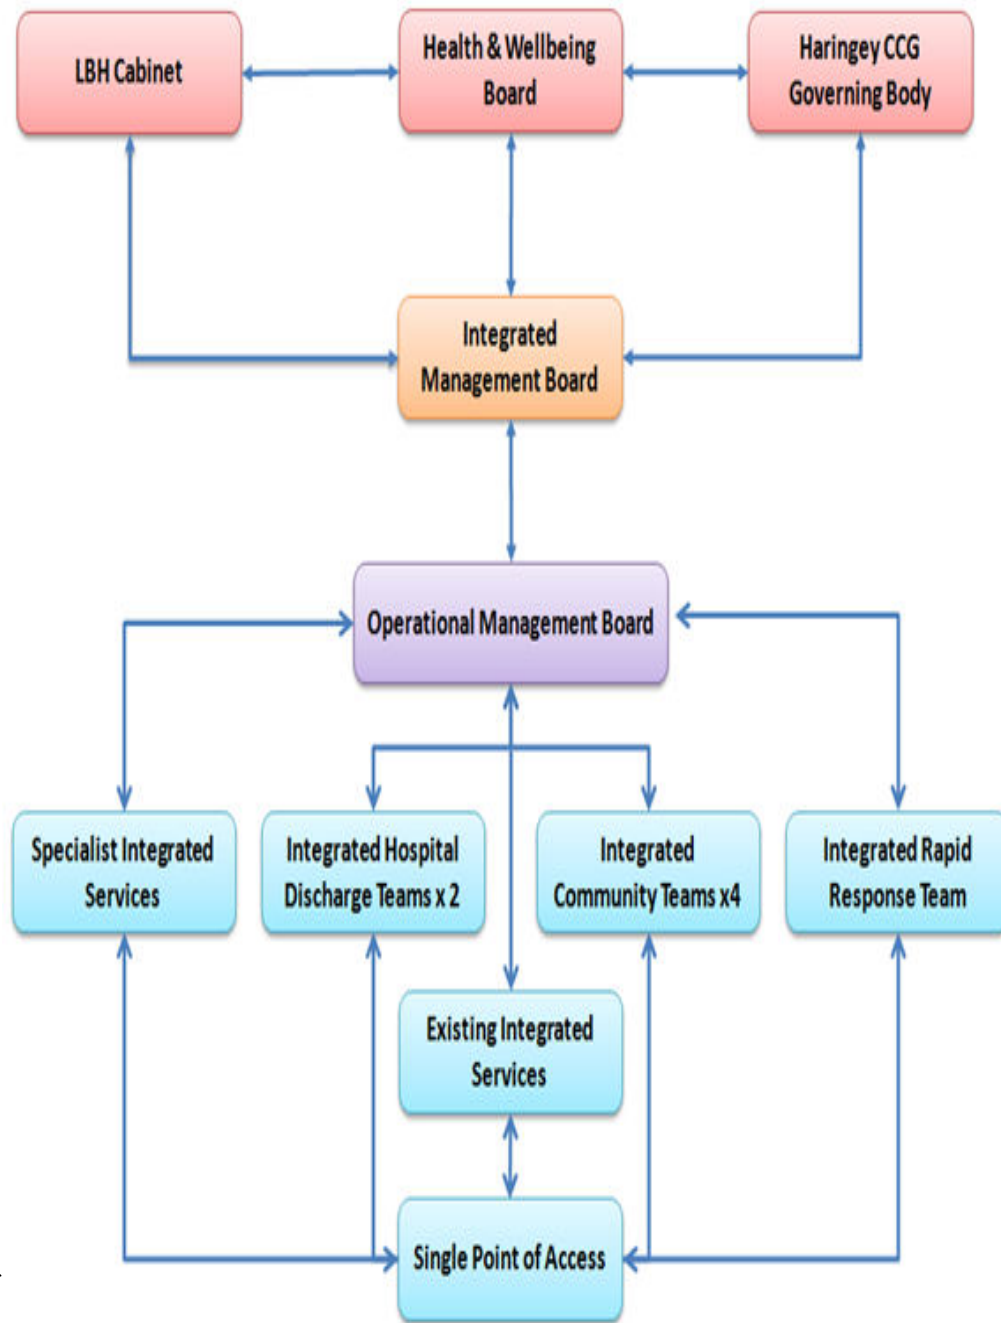 LBH Cabinet
Health & Wellbeing
Board
Haringey CCG
Governing Body
Integrated
Management Board
Operational Management Board
Specialist Integrated
Services
Integrated Hospital
Discharge Teams x 2
Integrated
Community Teams x4
Integrated Rapid
Response Team
Existing Integrated
Services
Single Point of Access